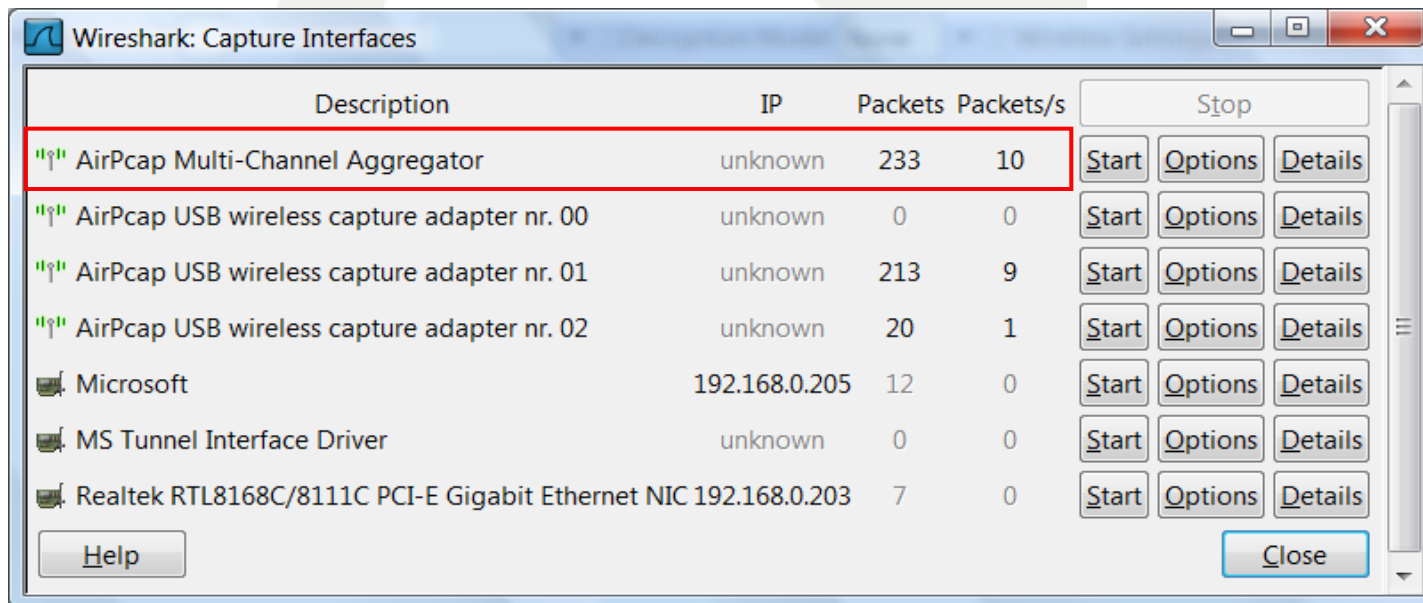 Wireshark: Capture Interfaces
Description IP Packets Packets/s Stop
AirPcap Multi-Channel Aggregator unknown 233 10 Start Options Details
AirPcap USB wireless capture adapter nr. 00 unknown 0 0 Start Options Details
AirPcap USB wireless capture adapter nr. 01 unknown 213 9 Start Options Details
AirPcap USB wireless capture adapter nr. 02 unknown 20 1 Start Options Details
Microsoft 192.168.0.205 12 0 Start Options Details
MS Tunnel Interface Driver unknown 0 0 Start Options Details
Realtek RTL8168C/8111C PCI-E Gigabit Ethernet NIC 192.168.0.203 7 0 Start Options Details
Help Close